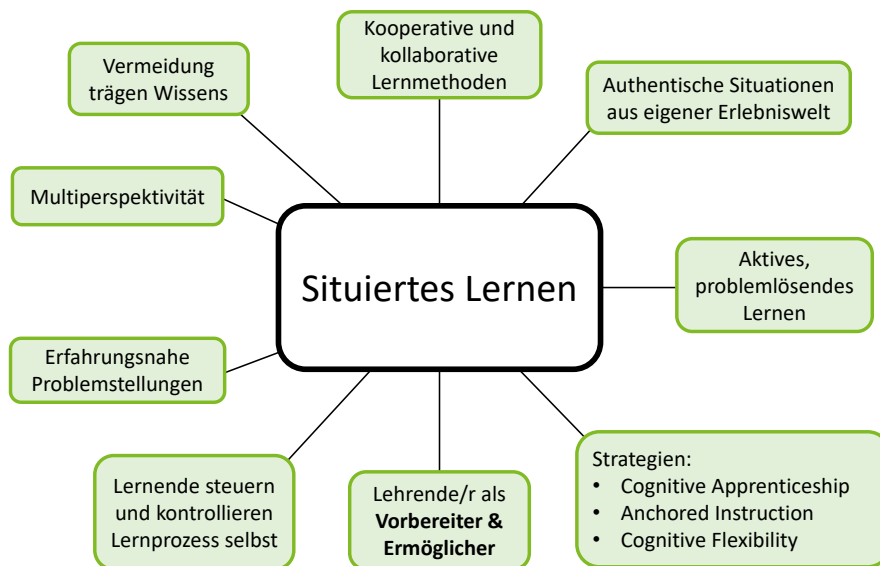 Kooperative und
kollaborative
Lernmethoden
Vermeidung
trägen Wissens
Authentische Situationen
aus eigener Erlebniswelt
Multiperspektivität
Situiertes Lernen
Aktives,
problemlösendes
Lernen
Erfahrungsnahe
Problemstellungen
Lernende steuern
und kontrollieren
Lernprozess selbst
Lehrende/r als
Vorbereiter &
Ermöglicher
Strategien:
• Cognitive Apprenticeship
• Anchored Instruction
• Cognitive Flexibility